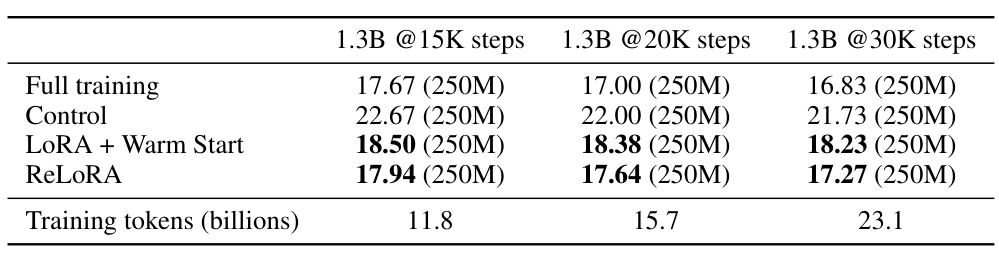 1.3B @15K steps 1.3B @20K steps 1.3B @30K steps
Full training 17.67 (250M) 17.00 (250M) 16.83 (250M)
Control 22.67 (250M) 22.00 (250M) 21.73 (250M)
LoRA + Warm Start 18.50 (250M) 18.38 (250M) 18.23 (250M)
ReLoRA 17.94 (250M) 17.64 (250M) 17.27 (250M)
Training tokens (billions) 11.8 15.7 23.1